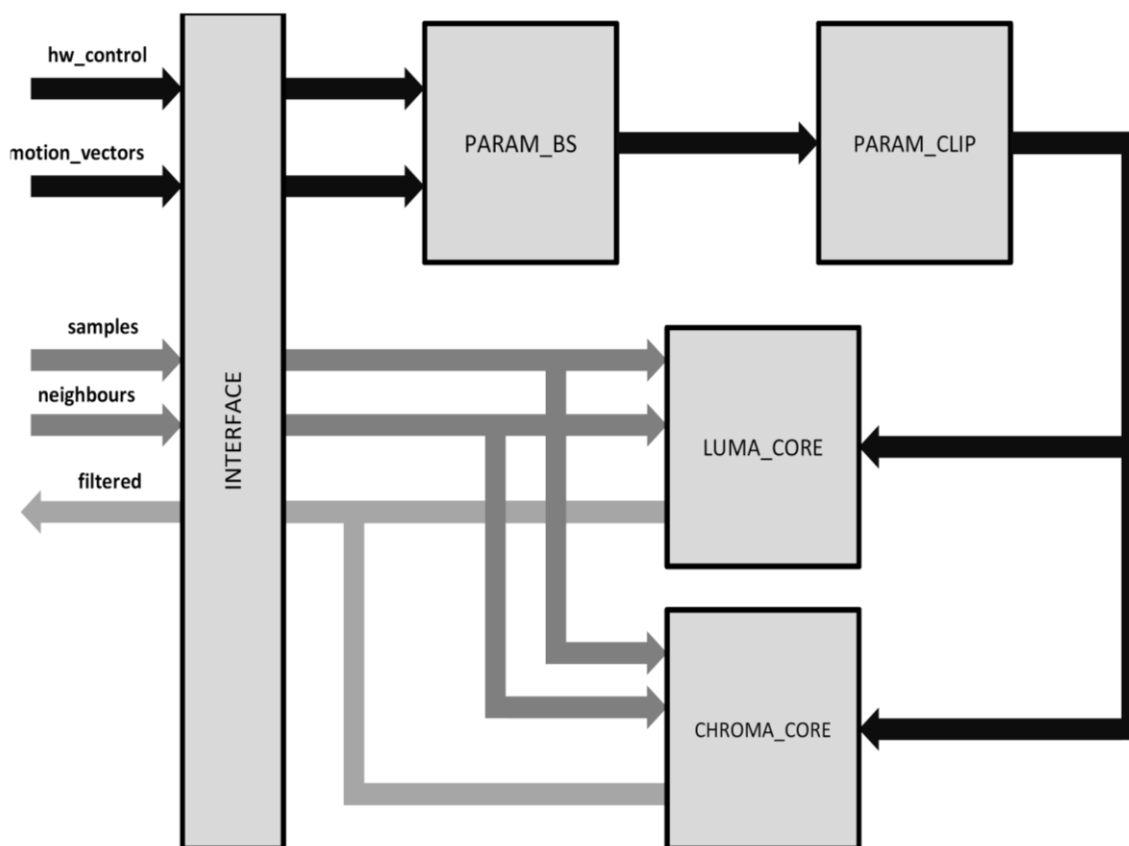 hw_control
motion_vectors
PARAM_BS
PARAM_CLIP
samples
neighbours
filtered
INTERFACE
LUMA_CORE
CHROMA_CORE